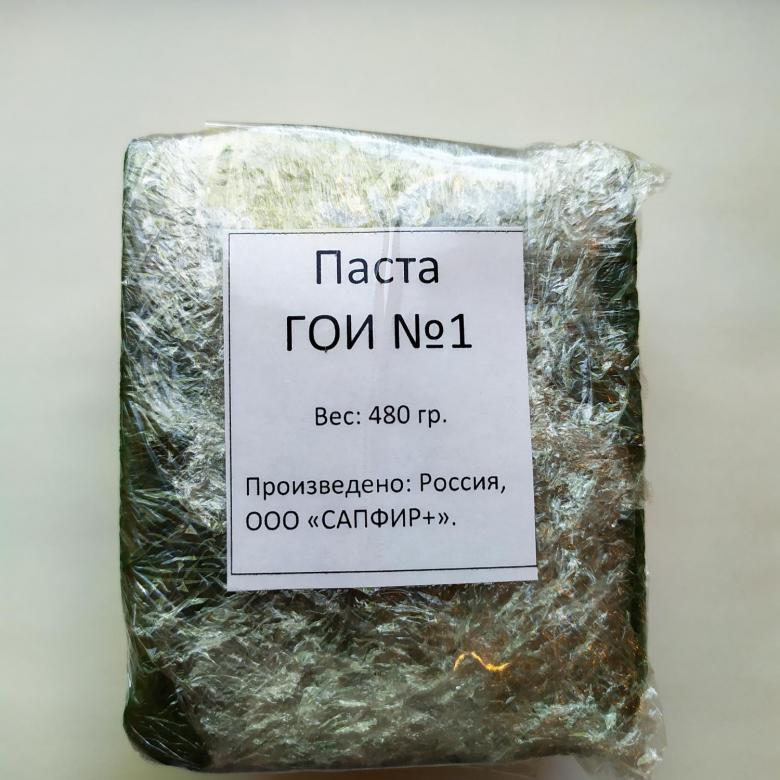 Паста
ГОИ №1
Вес: 480 гр.
Произведено: Россия,
ООО «САПФИР+».